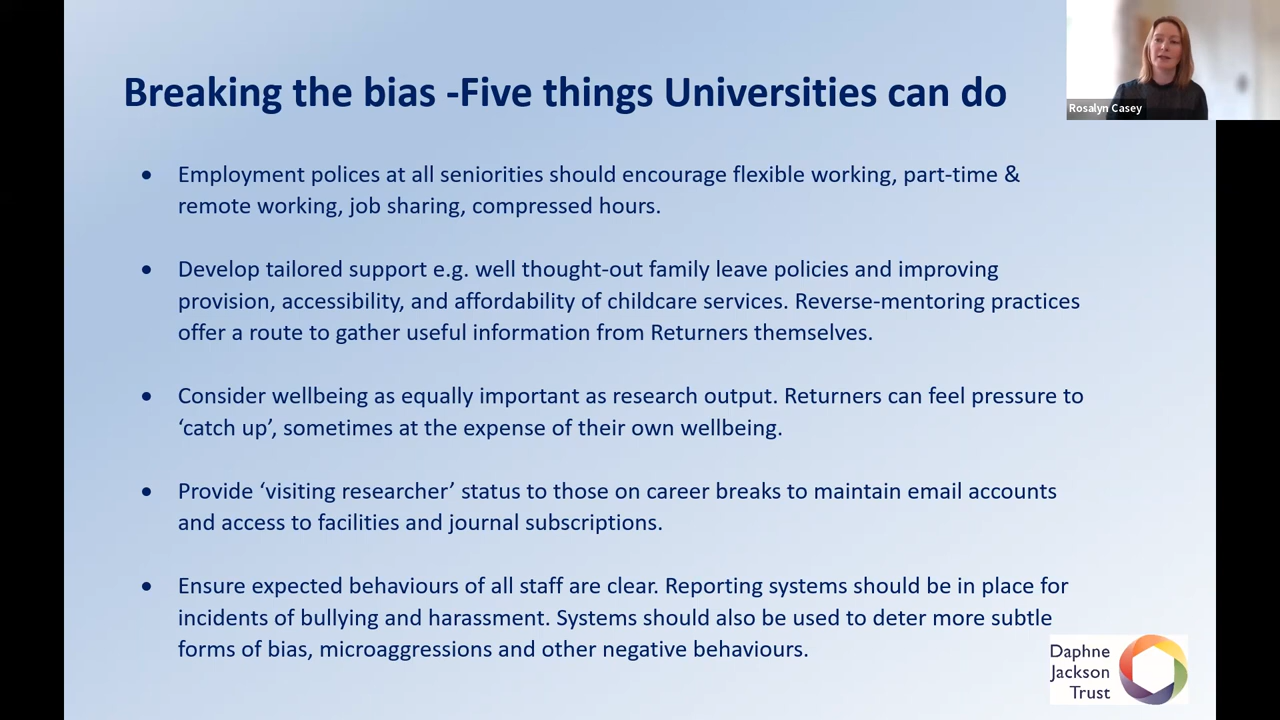 Breaking the bias -Five things Universities can do
Rosalyn Casey
• Employment polices at all seniorities should encourage flexible working, part-time &
remote working, job sharing, compressed hours.
• Develop tailored support e.g. well thought-out family leave policies and improving
provision, accessibility, and affordability of childcare services. Reverse-mentoring practices
offer a route to gather useful information from Returners themselves.
• Consider wellbeing as equally important as research output. Returners can feel pressure to
‘catch up’, sometimes at the expense of their own wellbeing.
• Provide ‘visiting researcher’ status to those on career breaks to maintain email accounts
and access to facilities and journal subscriptions.
• Ensure expected behaviours of all staff are clear. Reporting systems should be in place for
incidents of bullying and harassment. Systems should also be used to deter more subtle
forms of bias, microaggressions and other negative behaviours.
Daphne
Jackson
Trust